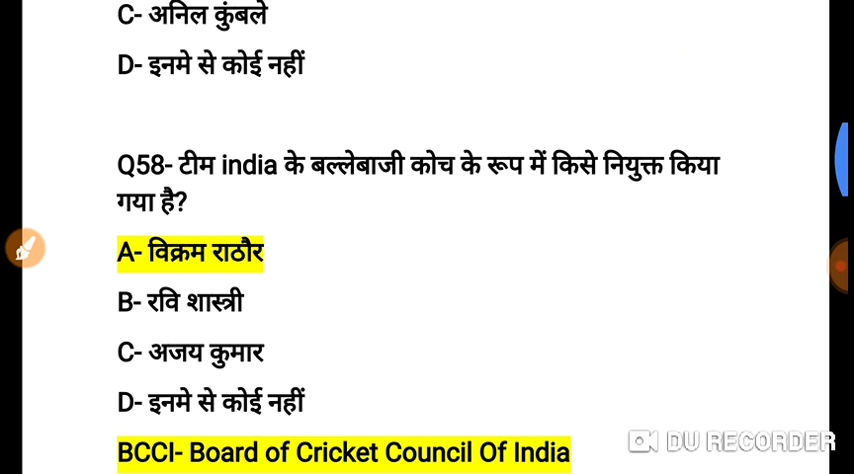 C- अनिल कुंबले
D- इनमे से कोई नहीं
Q58- टीम india के बल्लेबाजी कोच के रूप में किसे नियुक्त किया
गया है?
A- विक्रम राठौर
B- रवि शास्त्री
C- अजय कुमार
D- इनमे से कोई नहीं
BCCI- Board of Cricket Council Of India
DU RECORDER